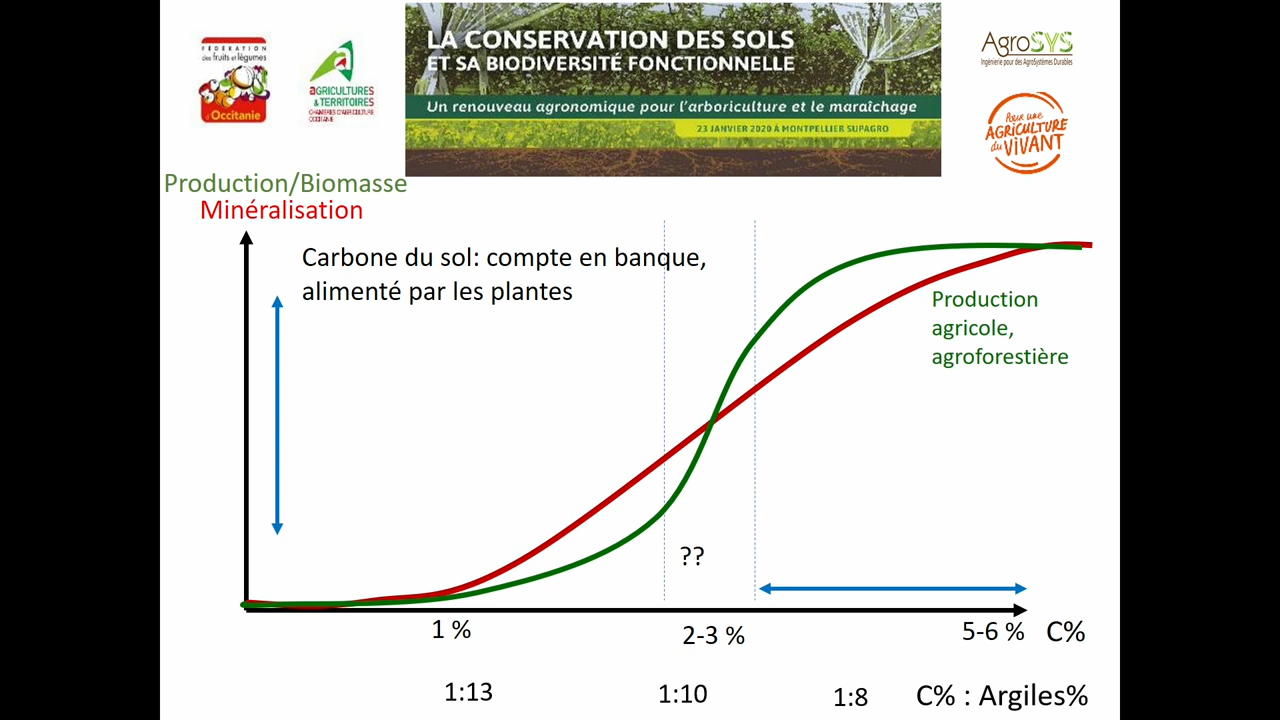 FÉDÉRATION
des fruits et légumes
d'Occitanie
AGRICULTURES
& TERRITOIRES
CHAMBRES D'AGRICULTURE
OCCITANIE
LA CONSERVATION DES SOLS
ET SA BIODIVERSITÉ FONCTIONNELLE
Un renouveau agronomique pour l'arboriculture et le maraîchage
23 JANVIER 2020 À MONTPELLIER SUPAGRO
AgroSYS
Ingénierie pour des AgroSystèmes Durables
Pour une
AGRICULTURE
du VIVANT
Production/Biomasse
Minéralisation
Carbone du sol: compte en banque,
alimenté par les plantes
Production
agricole,
agroforestière
??
1 %
2-3 %
5-6 %
C%
1:13
1:10
1:8
C% : Argiles%